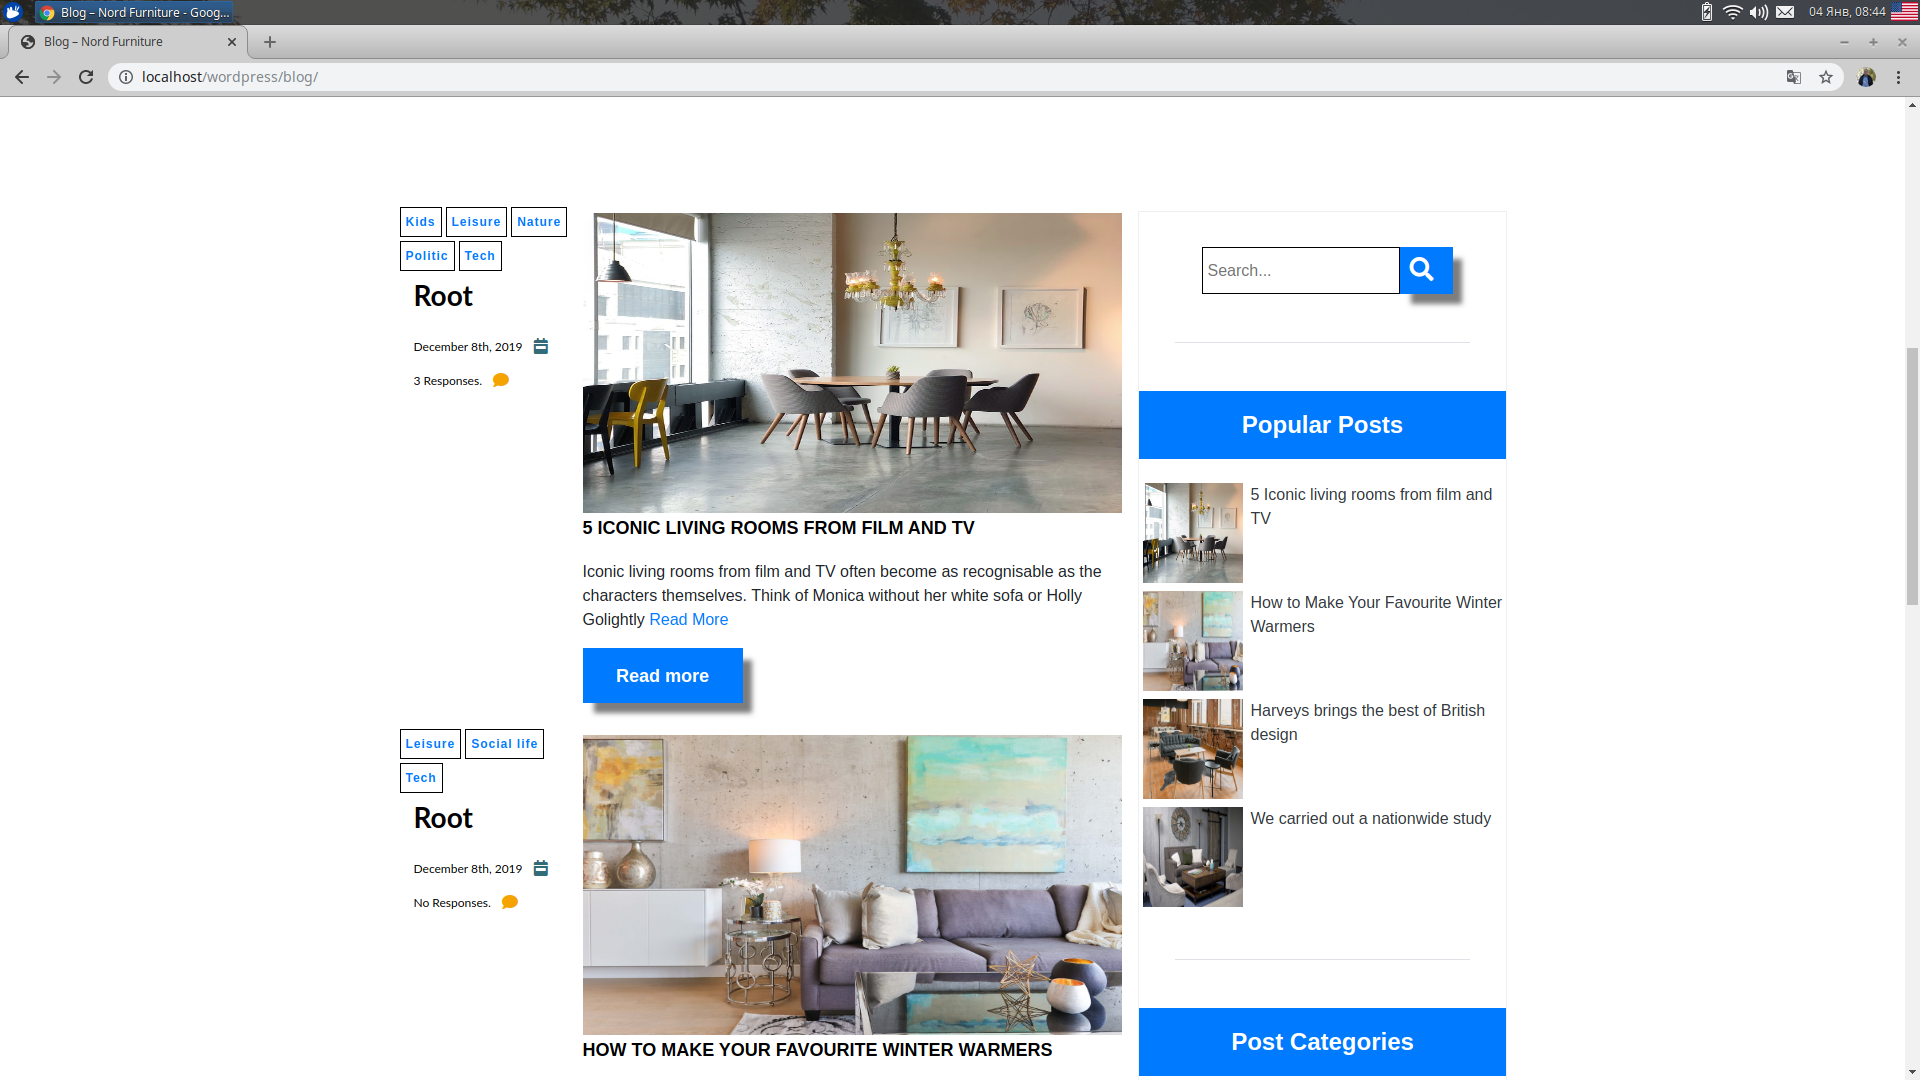 Blog – Nord Furniture - Goog...
04 Янв, 08:44
Blog – Nord Furniture
localhost/wordpress/blog/
Kids Leisure Nature
Politic Tech
Root
December 8th, 2019
3 Responses.
5 ICONIC LIVING ROOMS FROM FILM AND TV
Iconic living rooms from film and TV often become as recognisable as the
characters themselves. Think of Monica without her white sofa or Holly
Golightly Read More
Read more
Leisure Social life
Tech
Root
December 8th, 2019
No Responses.
HOW TO MAKE YOUR FAVOURITE WINTER WARMERS
Search...
Popular Posts
5 Iconic living rooms from film and
TV
How to Make Your Favourite Winter
Warmers
Harveys brings the best of British
design
We carried out a nationwide study
Post Categories